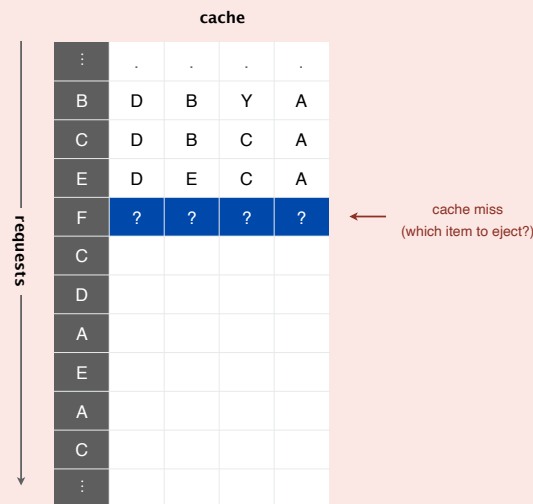 cache
requests
⋮ . . . .
B D B Y A
C D B C A
E D E C A
F ? ? ? ?
cache miss
(which item to eject?)
C
D
A
E
A
C
⋮